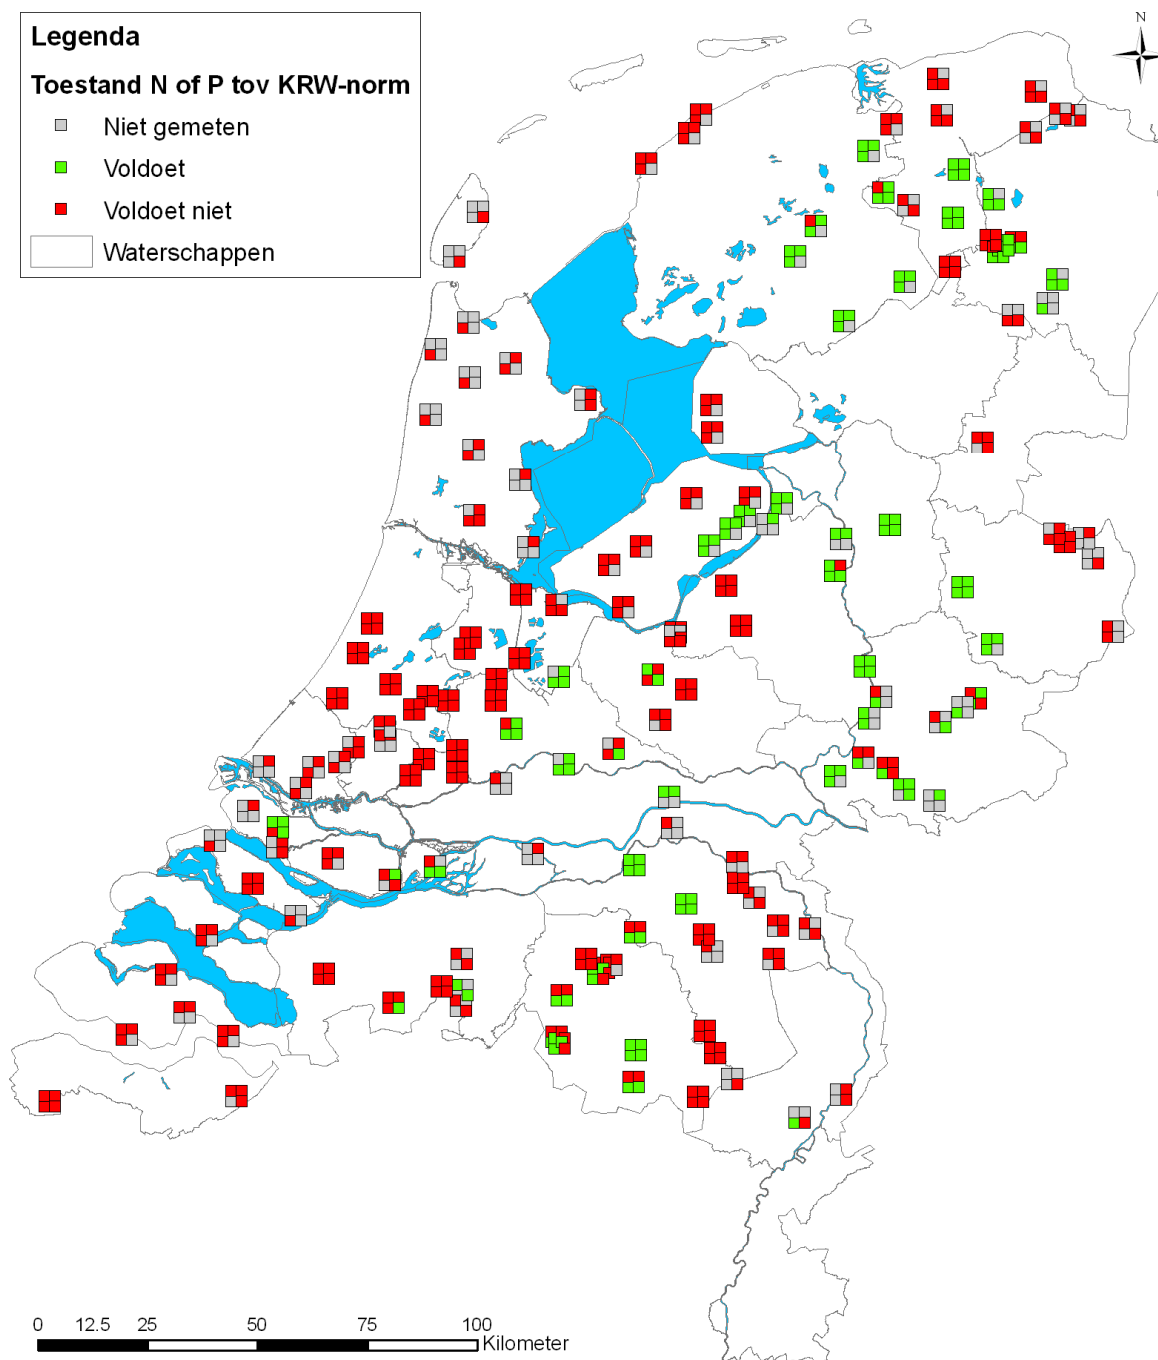 Legenda
Toestand N of P tov KRW-norm
Niet gemeten
Voldoet
Voldoet niet
Waterschappen
N
0 12.5 25 50 75 100
Kilometer